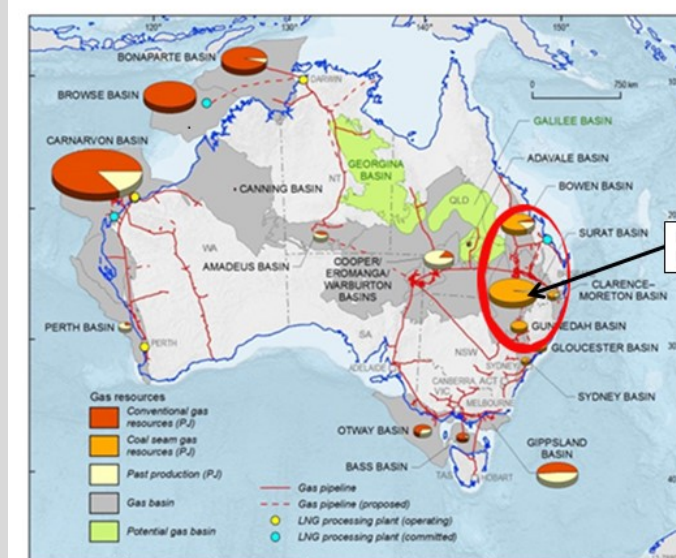 120°
140°
150°
BONAPARTE BASIN
DARWIN
BROWSE BASIN
0
750 km
CARNARVON BASIN
GALILEE BASIN
ADAVALE BASIN
GEORGINA
BASIN
NT
BOWEN BASIN
CANNING BASIN
QLD
SURAT BASIN
WA
AMADEUS BASIN
COOPER/
EROMANGA/
WARBURTON
BASINS
CLARENCE–
MORETON BASIN
PERTH BASIN
PERTH
GUNNEDAH BASIN
SA
NSW
GLOUCESTER BASIN
ADELAIDE
SYDNEY
CANBERRA
ACT
SYDNEY BASIN
VIC
MELBOURNE
Gas resources
Conventional gas
resources (PJ)
Coal seam gas
resources (PJ)
Past production (PJ)
Gas basin
Potential gas basin
OTWAY BASIN
BASS BASIN
GIPPSLAND
BASIN
TAS
HOBART
Gas pipeline
Gas pipeline (proposed)
LNG processing plant (operating)
LNG processing plant (committed)